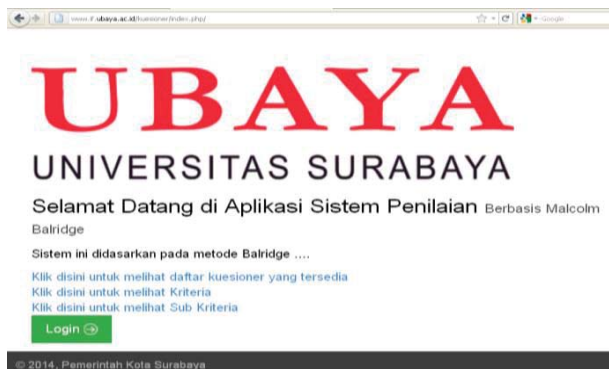 www.if.ubaya.ac.id/kuesioner/index.php/
Google
UBAYA
UNIVERSITAS SURABAYA
Selamat Datang di Aplikasi Sistem Penilaian Berbasis Malcolm
Balridge
Sistem ini didasarkan pada metode Balridge ....
Klik disini untuk melihat daftar kuesioner yang tersedia
Klik disini untuk melihat Kriteria
Klik disini untuk melihat Sub Kriteria
Login
© 2014, Pemerintah Kota Surabaya